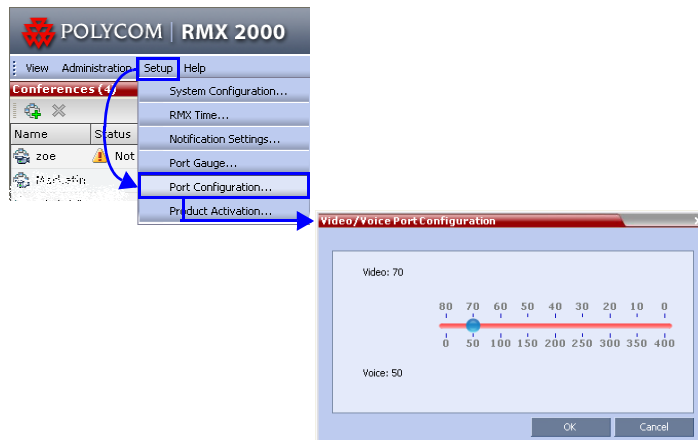 POLYCOM | RMX 2000
View Administration Setup Help
Conferences (4)
System Configuration...
RMX Time...
Name Status
Notification Settings...
zoe Not
Port Gauge...
Port Configuration...
Product Activation...
Video/Voice Port Configuration
Video: 70
80 70 60 50 40 30 20 10 0
0 50 100 150 200 250 300 350 400
Voice: 50
OK Cancel